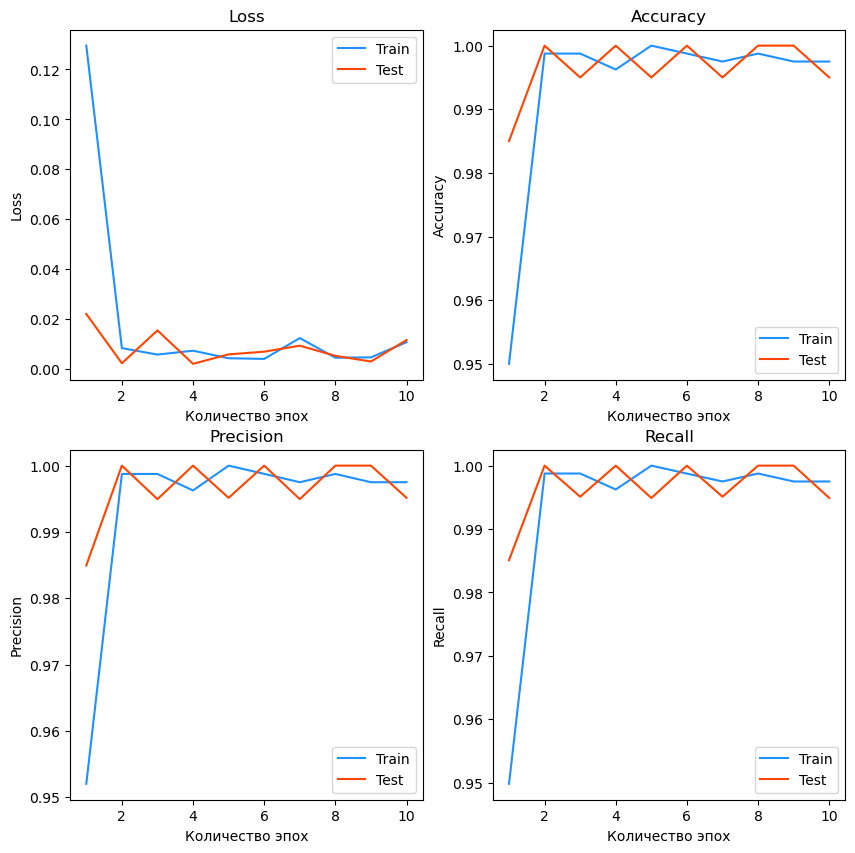 Loss
Train
Test
0.12
0.10
0.08
0.06
0.04
0.02
0.00
Loss
2
4
6
8
10
Количество эпох
Accuracy
1.00
0.99
0.98
0.97
0.96
0.95
Accuracy
Train
Test
2
4
6
8
10
Количество эпох
Precision
1.00
0.99
0.98
0.97
0.96
0.95
Precision
Train
Test
2
4
6
8
10
Количество эпох
Recall
1.00
0.99
0.98
0.97
0.96
0.95
Recall
Train
Test
2
4
6
8
10
Количество эпох